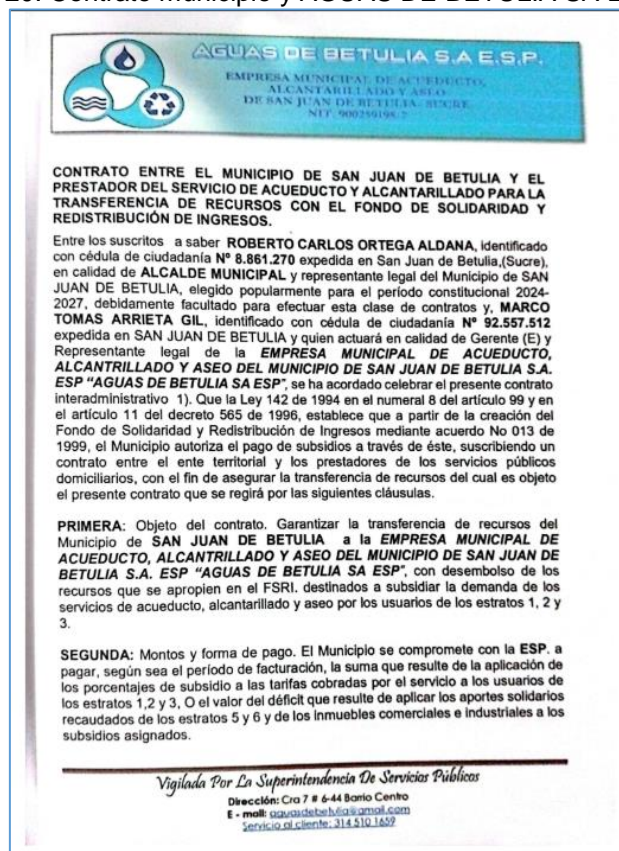 AGUAS DE BETULIA S.A E.S.P.
EMPRESA MUNICIPAL DE ACUEDUCTO,
ALCANTARILLADO Y ASEO
DE SAN JUAN DE BETULIA- SUCRE
NIT. 900259198-2
CONTRATO ENTRE EL MUNICIPIO DE SAN JUAN DE BETULIA Y EL
PRESTADOR DEL SERVICIO DE ACUEDUCTO Y ALCANTARILLADO PARA LA
TRANSFERENCIA DE RECURSOS CON EL FONDO DE SOLIDARIDAD Y
REDISTRIBUCIÓN DE INGRESOS.
Entre los suscritos a saber ROBERTO CARLOS ORTEGA ALDANA, identificado
con cédula de ciudadanía Nº 8.861.270 expedida en San Juan de Betulia,(Sucre),
en calidad de ALCALDE MUNICIPAL y representante legal del Municipio de SAN
JUAN DE BETULIA, elegido popularmente para el período constitucional 2024-
2027, debidamente facultado para efectuar esta clase de contratos y, MARCO
TOMAS ARRIETA GIL, identificado con cédula de ciudadanía Nº 92.557.512
expedida en SAN JUAN DE BETULIA y quien actuará en calidad de Gerente (E) y
Representante legal de la EMPRESA MUNICIPAL DE ACUEDUCTO,
ALCANTRILLADO Y ASEO DEL MUNICIPIO DE SAN JUAN DE BETULIA S.A.
ESP "AGUAS DE BETULIA SA ESP", se ha acordado celebrar el presente contrato
interadministrativo 1). Que la Ley 142 de 1994 en el numeral 8 del artículo 99 y en
el artículo 11 del decreto 565 de 1996, establece que a partir de la creación del
Fondo de Solidaridad y Redistribución de Ingresos mediante acuerdo No 013 de
1999, el Municipio autoriza el pago de subsidios a través de éste, suscribiendo un
contrato entre el ente territorial y los prestadores de los servicios públicos
domiciliarios, con el fin de asegurar la transferencia de recursos del cual es objeto
el presente contrato que se regirá por las siguientes cláusulas.
PRIMERA: Objeto del contrato. Garantizar la transferencia de recursos del
Municipio de SAN JUAN DE BETULIA a la EMPRESA MUNICIPAL DE
ACUEDUCTO, ALCANTRILLADO Y ASEO DEL MUNICIPIO DE SAN JUAN DE
BETULIA S.A. ESP "AGUAS DE BETULIA SA ESP", con desembolso de los
recursos que se apropien en el FSRI. destinados a subsidiar la demanda de los
servicios de acueducto, alcantarillado y aseo por los usuarios de los estratos 1, 2 y
3.
SEGUNDA: Montos y forma de pago. El Municipio se compromete con la ESP. a
pagar, según sea el período de facturación, la suma que resulte de la aplicación de
los porcentajes de subsidio a las tarifas cobradas por el servicio a los usuarios de
los estratos 1,2 y 3, O el valor del déficit que resulte de aplicar los aportes solidarios
recaudados de los estratos 5 y 6 y de los inmuebles comerciales e industriales a los
subsidios asignados.
Vigilada Por La Superintendencia De Servicios Públicos
Dirección: Cra 7 # 6-44 Barrio Centro
E - mail: aguasdebetulia@gmail.com
Servicio al cliente: 314 510 1659